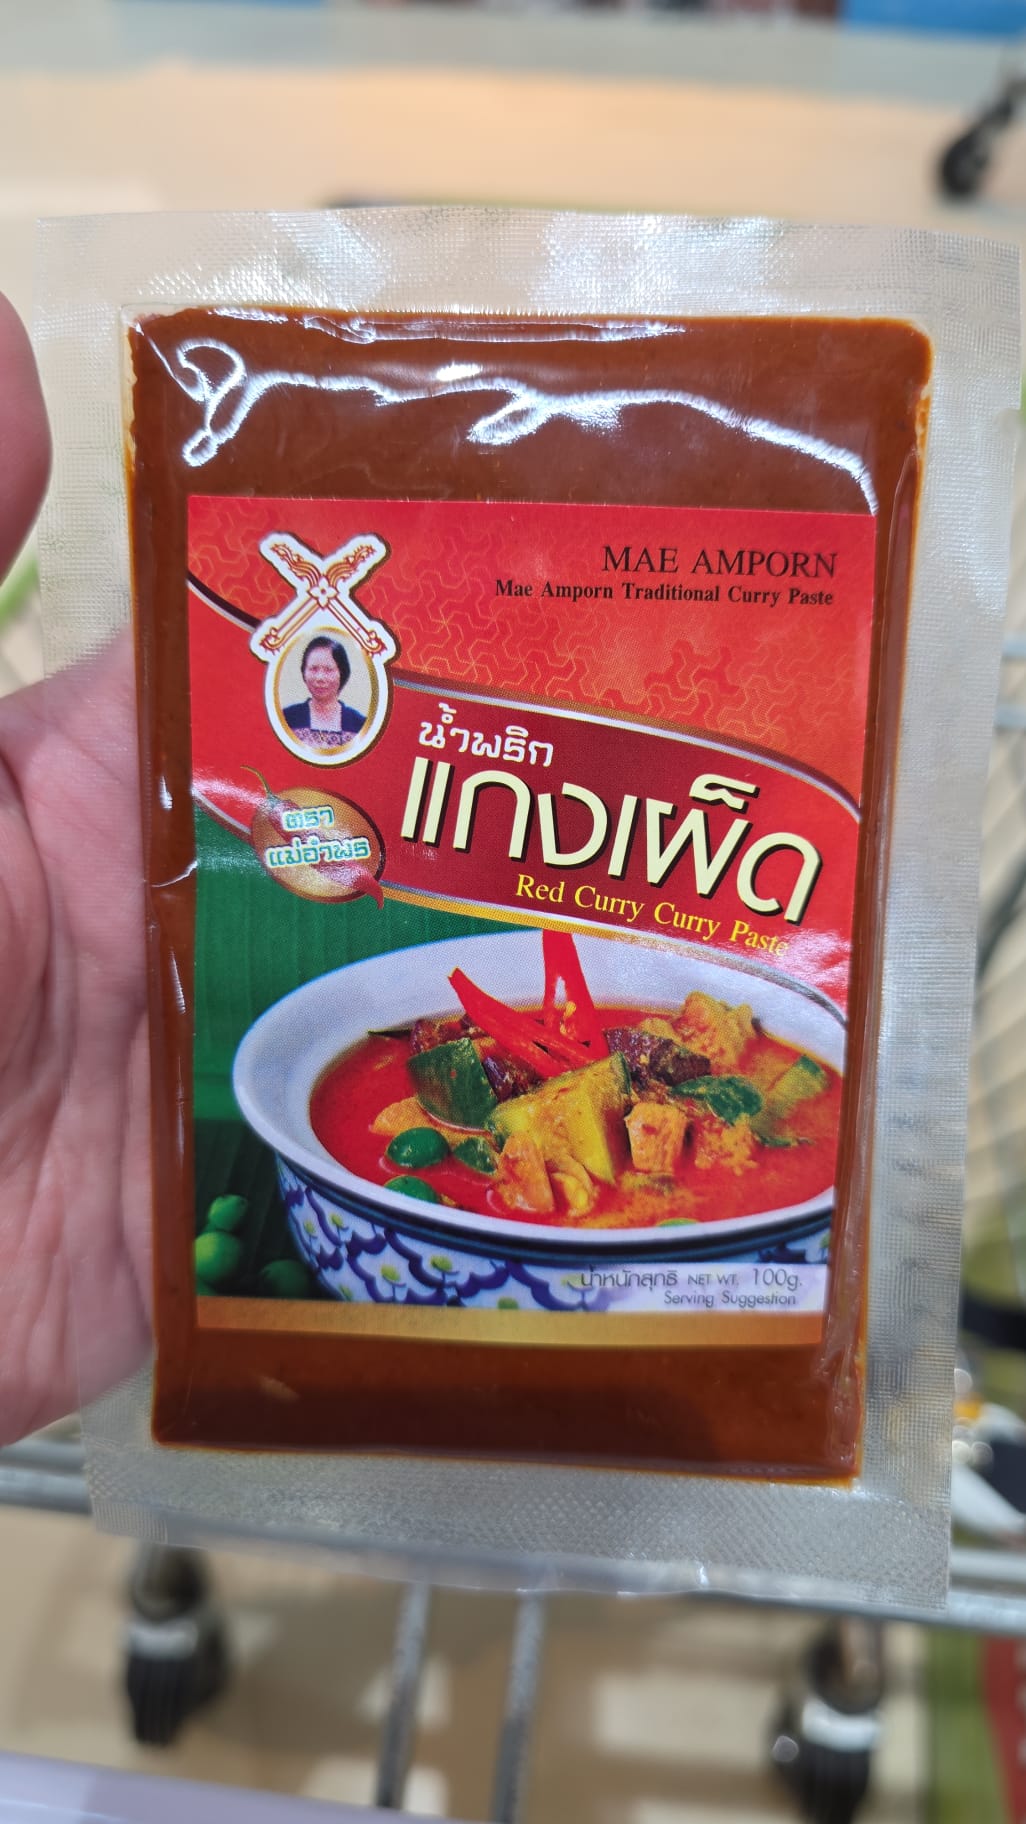 MAE AMPORN
Mae Amporn Traditional Curry Paste
น้ำพริก
แกงเผ็ด
Red Curry Curry Paste
ตรา
แม่อำพร
น้ำหนักสุทธิ NET WT. 100g.
Serving Suggestion